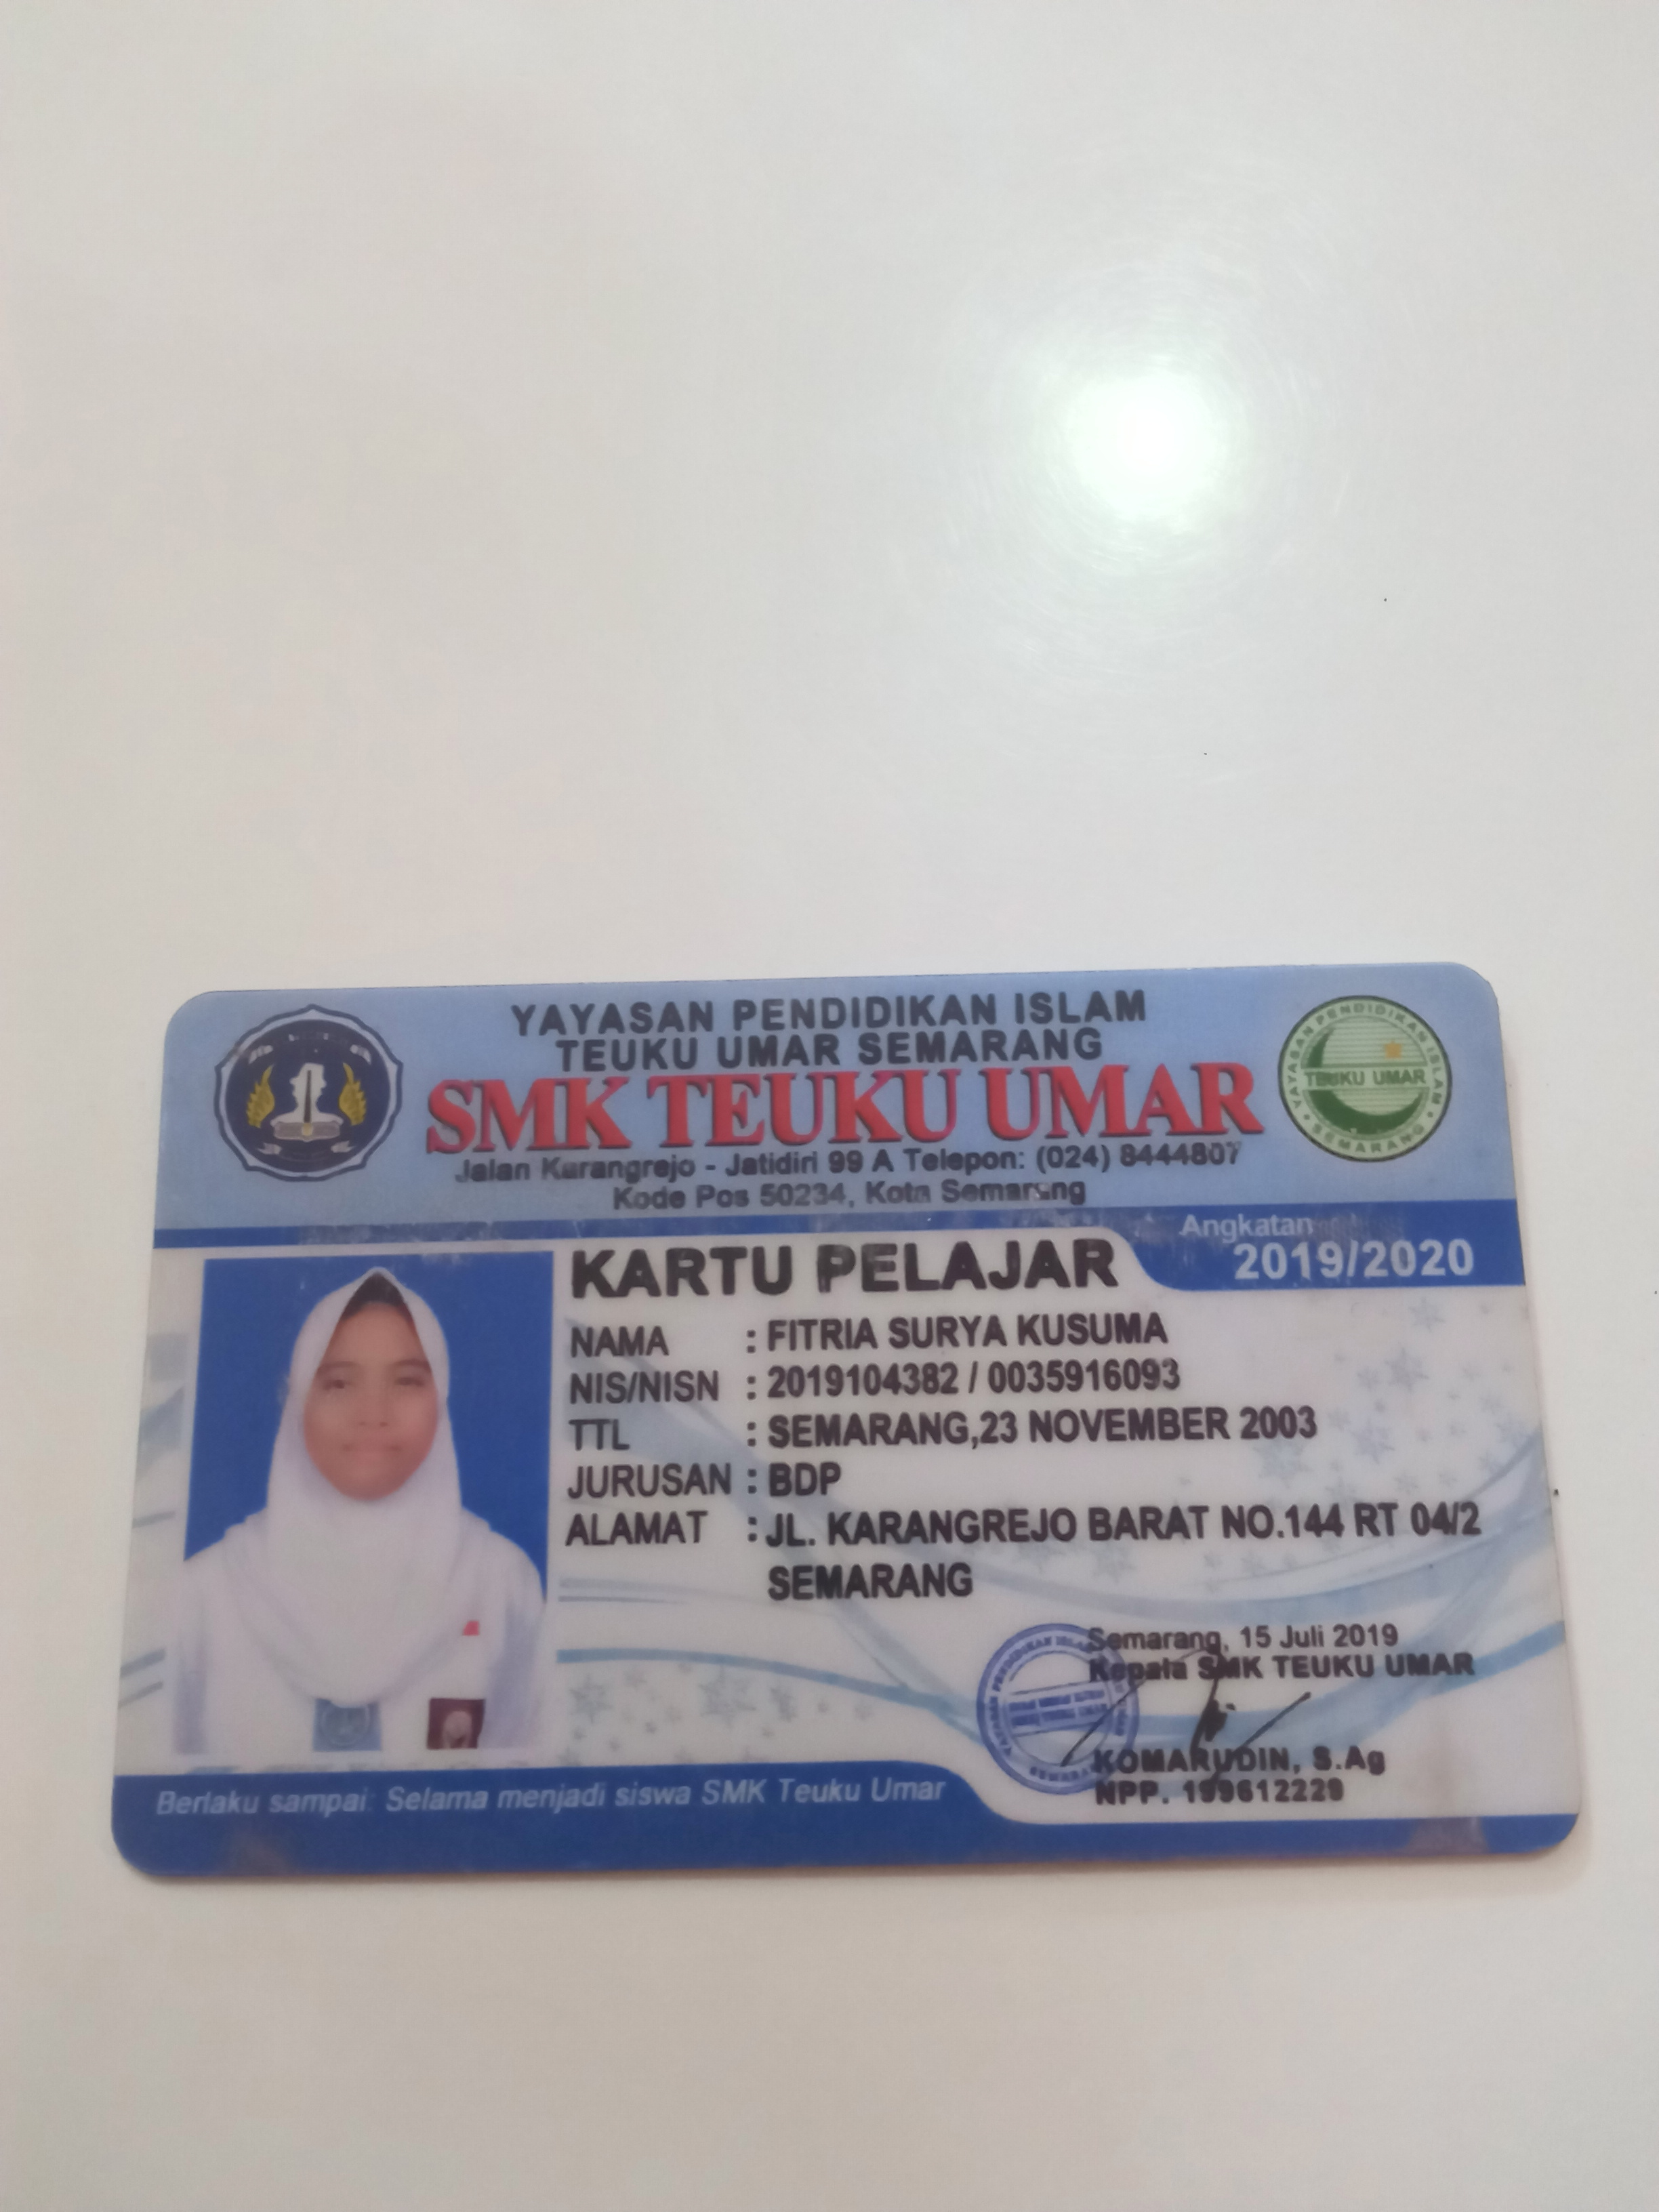 YAYASAN PENDIDIKAN ISLAM
TEUKU UMAR SEMARANG
SMK TEUKU UMAR
Jalan Karangrejo - Jatidiri 99 A Telepon: (024) 8444807
Kode Pos 50234, Kota Semarang
YAYASAN PENDIDIKAN ISLAM
TEUKU UMAR
SEMARANG
Angkatan
2019/2020
KARTU PELAJAR
NAMA : FITRIA SURYA KUSUMA
NIS/NISN : 2019104382 / 0035916093
TTL : SEMARANG,23 NOVEMBER 2003
JURUSAN : BDP
ALAMAT : JL. KARANGREJO BARAT NO.144 RT 04/2
SEMARANG
Semarang, 15 Juli 2019
Kepala SMK TEUKU UMAR
KOMARUDIN, S.Ag
NPP. 199612229
Berlaku sampai: Selama menjadi siswa SMK Teuku Umar